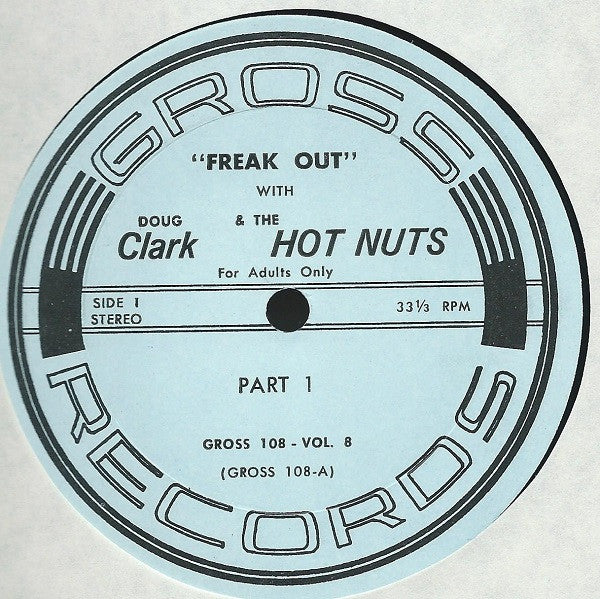 GROSS
“FREAK OUT”
WITH
DOUG & THE
Clark HOT NUTS
For Adults Only
SIDE 1 33⅓ RPM
STEREO
PART 1
GROSS 108 - VOL. 8
(GROSS 108-A)
RECORDS